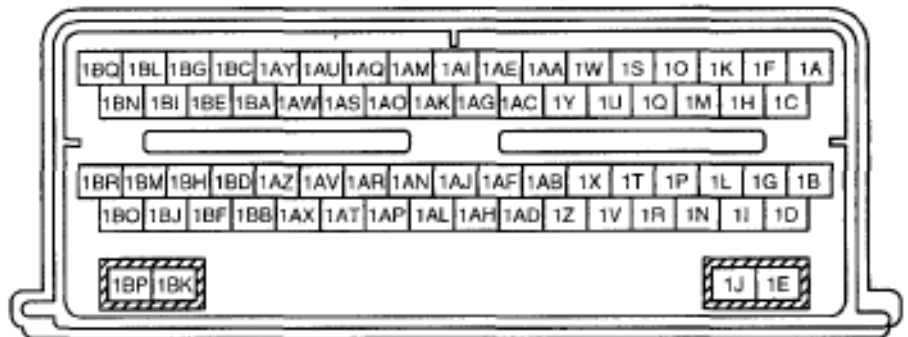 1BQ 1BL 1BG 1BC 1AY 1AU 1AQ 1AM 1AI 1AE 1AA 1W 1S 1O 1K 1F 1A
1BN 1BI 1BE 1BA 1AW 1AS 1AO 1AK 1AG 1AC 1Y 1U 1Q 1M 1H 1C
1BR 1BM 1BH 1BD 1AZ 1AV 1AR 1AN 1AJ 1AF 1AB 1X 1T 1P 1L 1G 1B
1BO 1BJ 1BF 1BB 1AX 1AT 1AP 1AL 1AH 1AD 1Z 1V 1R 1N 1I 1D
1BP 1BK 1J 1E